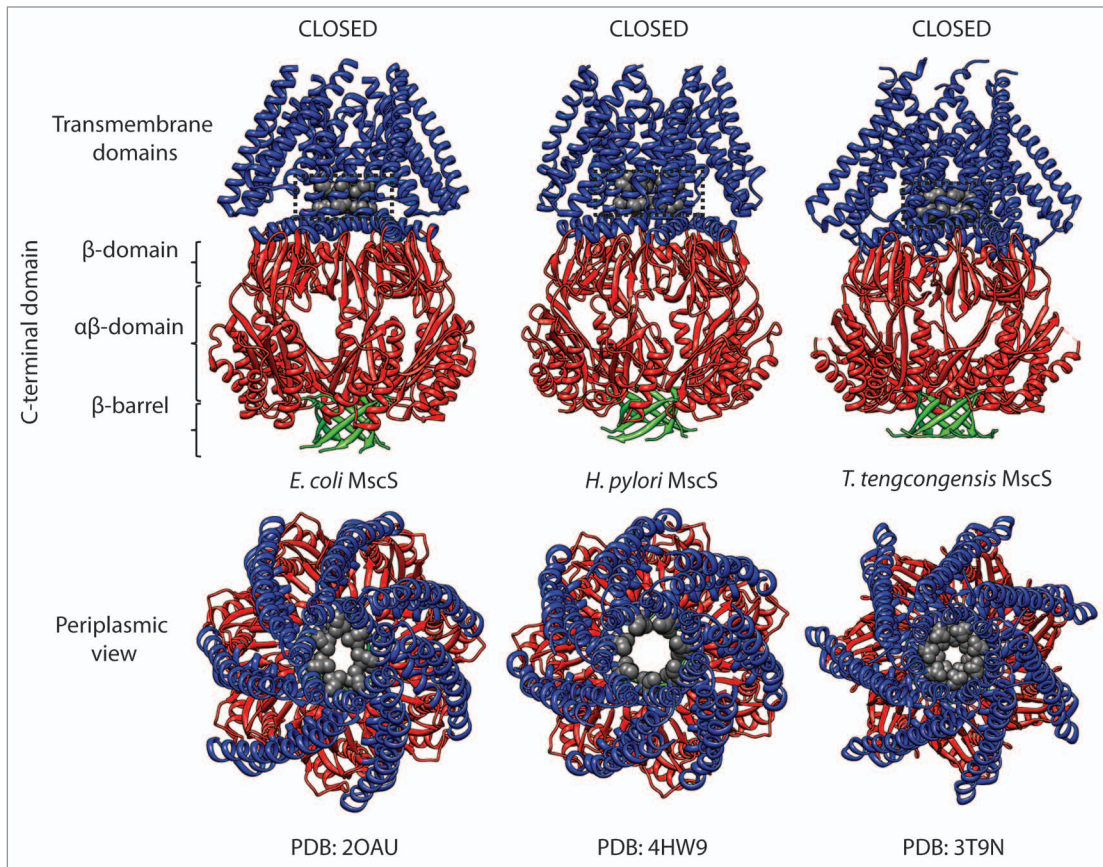 CLOSED
CLOSED
CLOSED
Transmembrane
domains
C-terminal domain
β-domain
αβ-domain
β-barrel
E. coli MscS
H. pylori MscS
T. tengcongensis MscS
Periplasmic
view
PDB: 2OAU
PDB: 4HW9
PDB: 3T9N